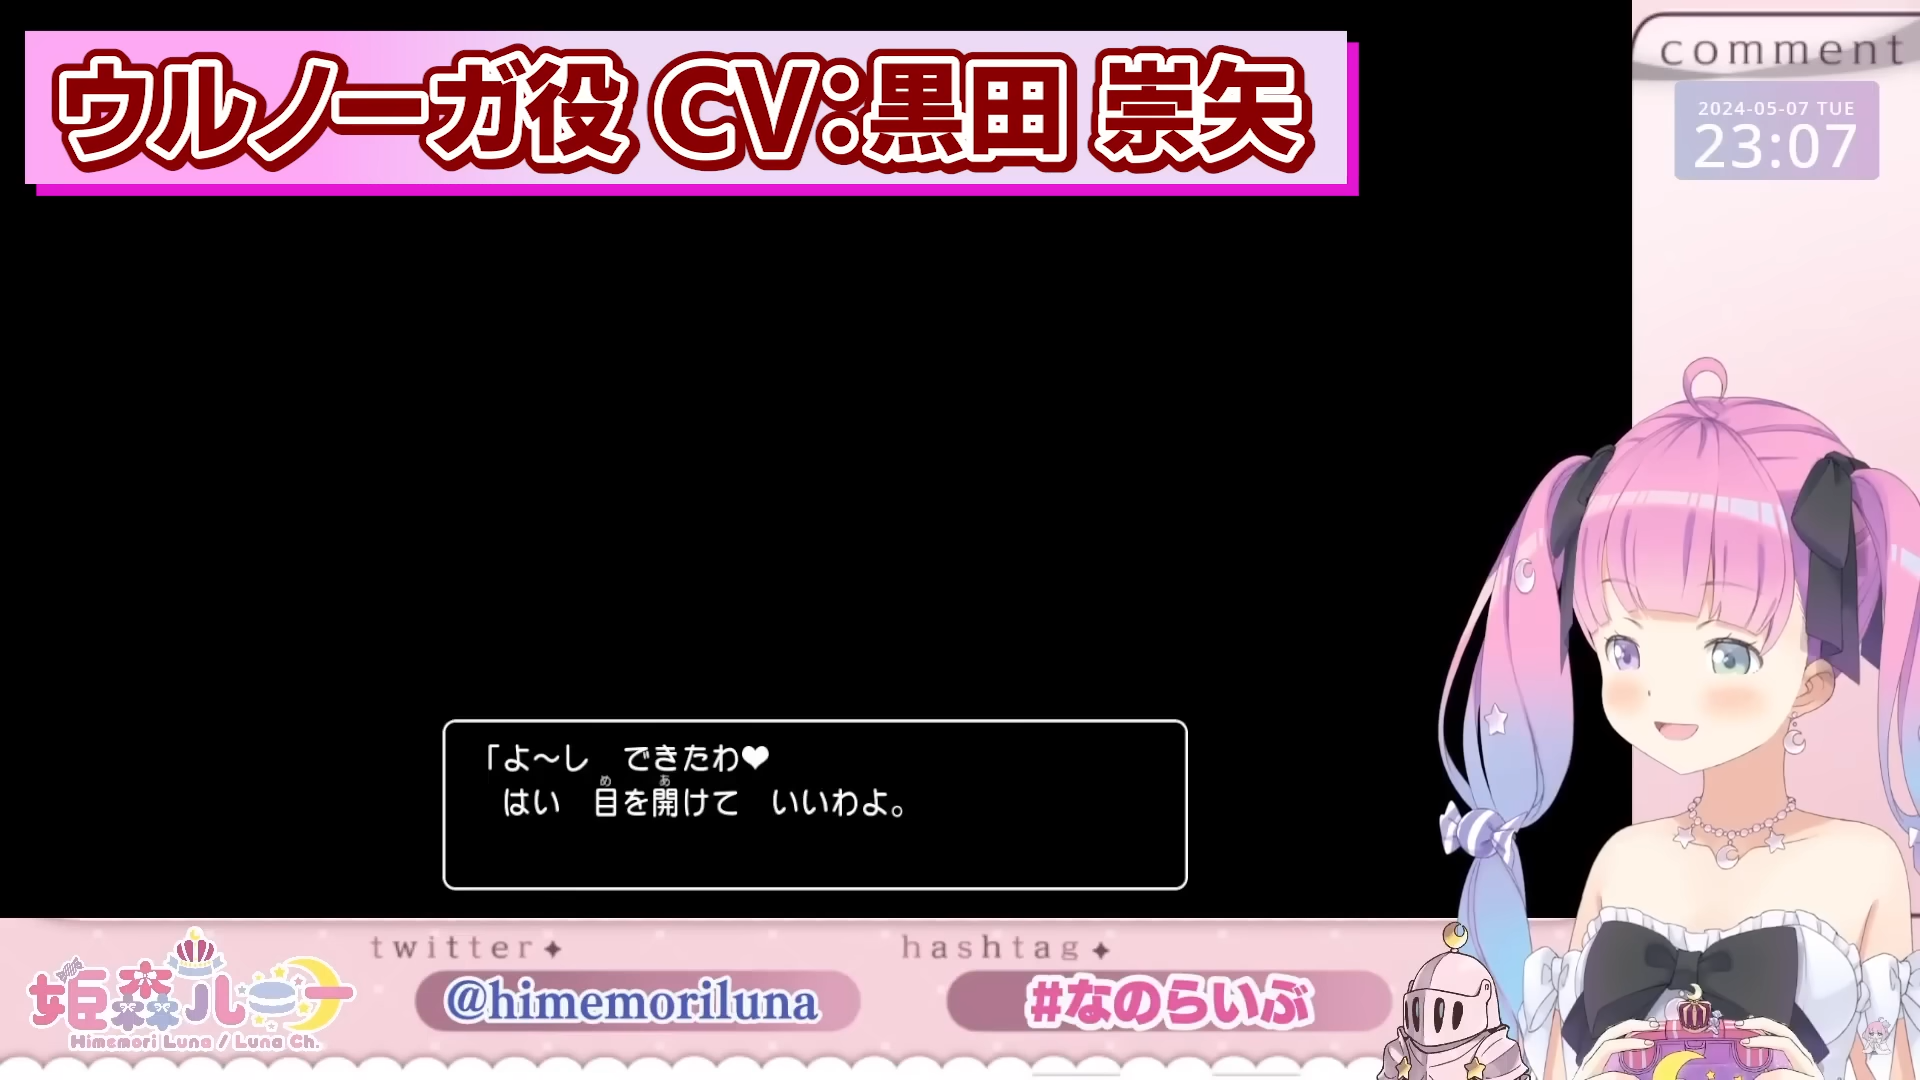 ウルノーガ役 CV:黒田 崇矢
comment
2024-05-07 TUE
23:07
「よ～し　できたわ❤
はい　目を開けて　いいわよ。
twitter
hashtag
@himemoriluna
#なのらいぶ
姫森ルーナ
Himemori Luna / Luna Ch.